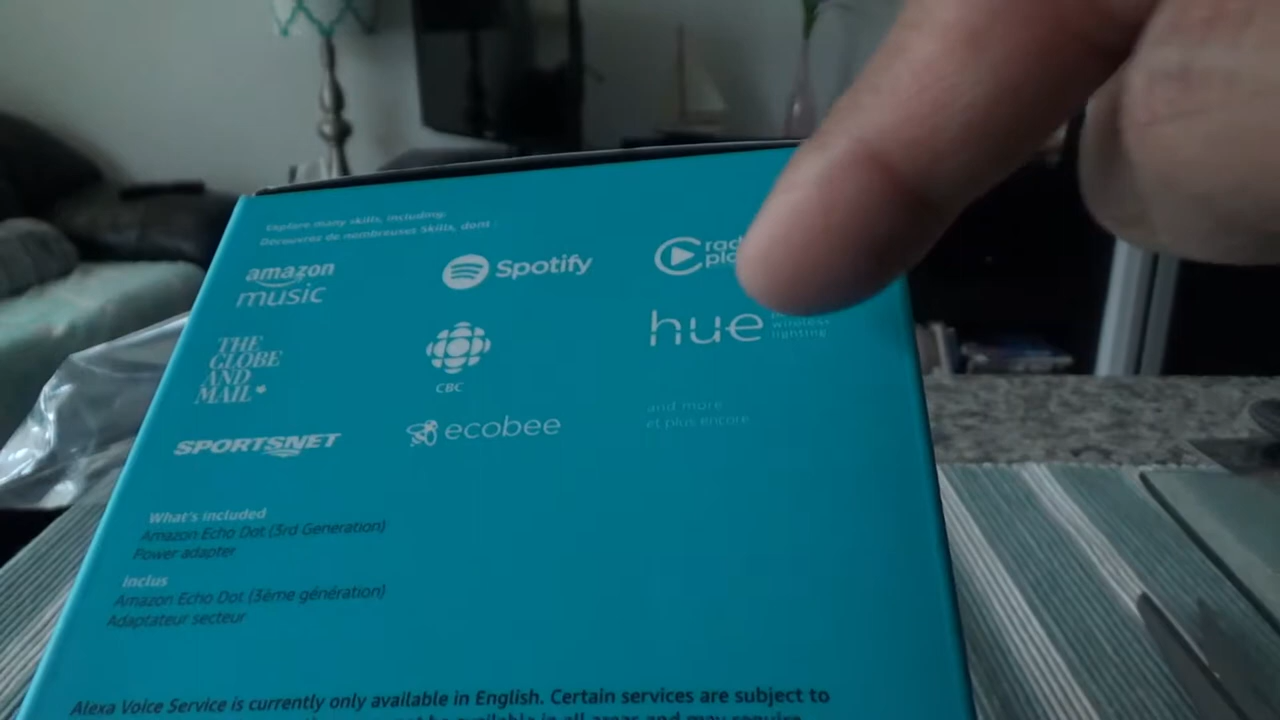 Explore many skills, including:
Découvrez de nombreuses Skills, dont :
amazon music
Spotify
hue
wireless
lighting
THE
GLOBE
AND
MAIL
CBC
and more
et plus encore
SPORTSNET
ecobee
What's included
Amazon Echo Dot (3rd Generation)
Power adapter
Inclus
Amazon Echo Dot (3ème génération)
Adaptateur secteur
Alexa Voice Service is currently only available in English. Certain services are subject to